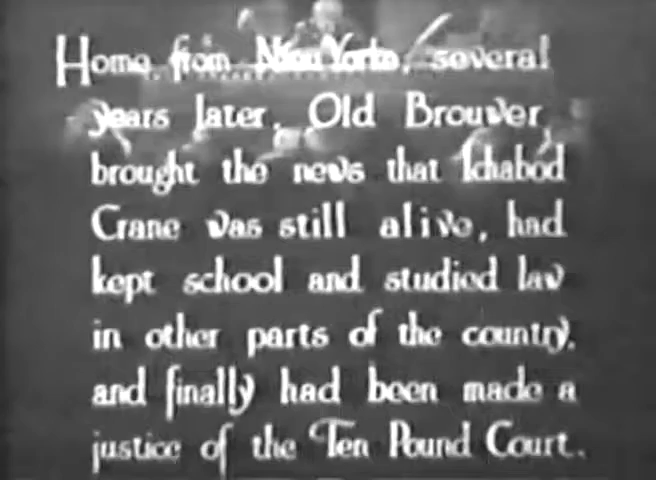 Home from Yorke, several
years later, Old Brouwer
brought the news that Ichabod
Crane was still alive, had
kept school and studied law
in other parts of the country,
and finally had been made a
justice of the Ten Pound Court.